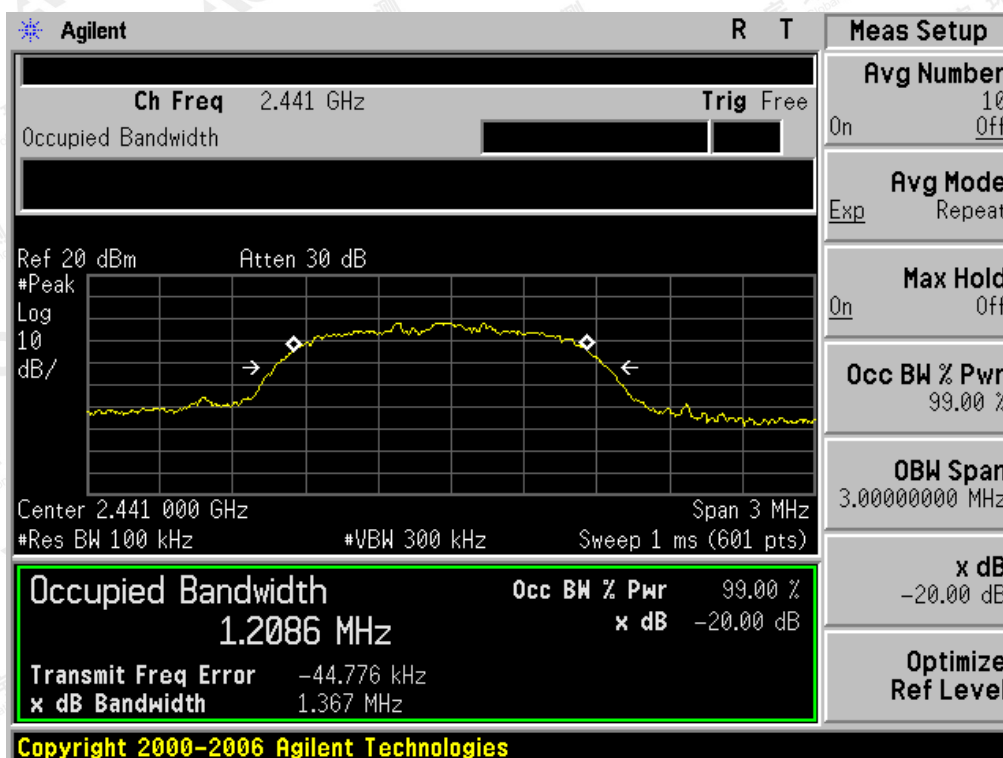 Agilent R T
Meas Setup
Ch Freq 2.441 GHz Trig Free
Occupied Bandwidth
Avg Number
10
On Off
Avg Mode
Exp Repeat
Max Hold
On Off
Occ BW % Pwr
99.00 %
OBW Span
3.00000000 MHz
x dB
-20.00 dB
Optimize
Ref Level
Ref 20 dBm Atten 30 dB
#Peak
Log
10
dB/
Center 2.441 000 GHz Span 3 MHz
#Res BW 100 kHz #VBW 300 kHz Sweep 1 ms (601 pts)
Occupied Bandwidth Occ BW % Pwr 99.00 %
1.2086 MHz x dB -20.00 dB
Transmit Freq Error -44.776 kHz
x dB Bandwidth 1.367 MHz
Copyright 2000-2006 Agilent Technologies